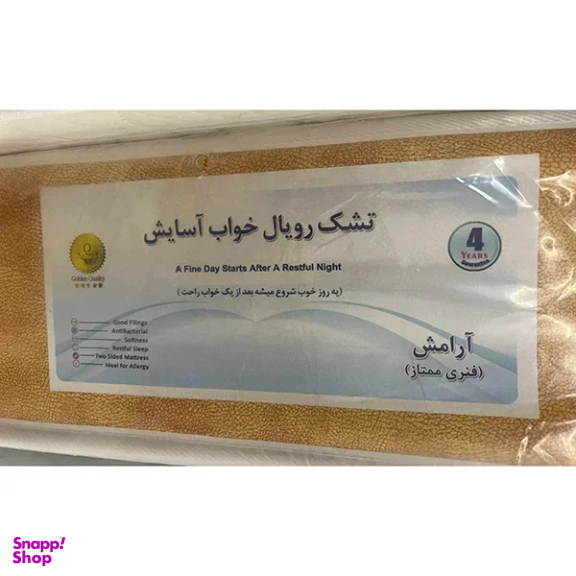 تشک رویال خواب آسایش
A Fine Day Starts After A Restful Night
(یه روز خوب شروع میشه بعد از یک خواب راحت)
4
YEARS
Guarantee
Q
Golden Quality
Good Filings
Antibacterial
Softness
Restful Sleep
Two Sided Mattress
Ideal for Allergy
آرامش
(فنری ممتاز)
Snapp!
Shop